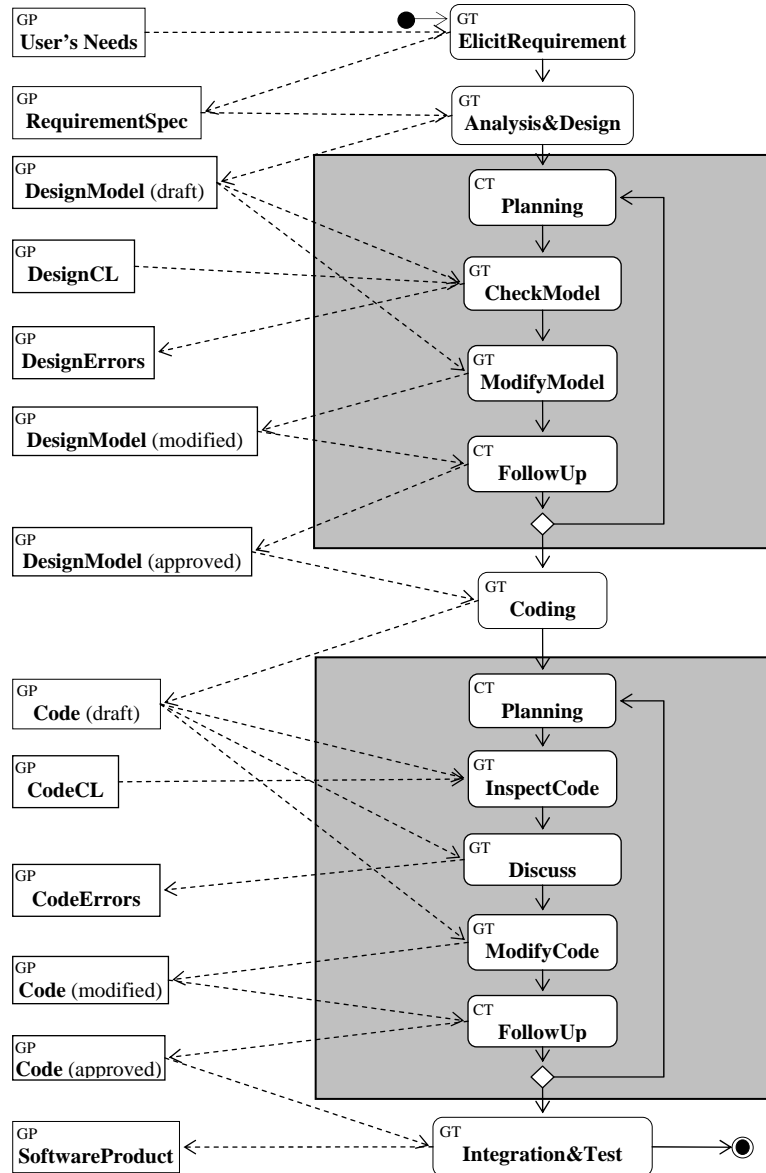 GP
User's Needs
GT
ElicitRequirement
GP
RequirementSpec
GT
Analysis&Design
GP
DesignModel (draft)
CT
Planning
GP
DesignCL
GT
CheckModel
GP
DesignErrors
GT
ModifyModel
GP
DesignModel (modified)
CT
FollowUp
GP
DesignModel (approved)
GT
Coding
GP
Code (draft)
CT
Planning
GP
CodeCL
GT
InspectCode
GP
CodeErrors
GT
Discuss
GP
Code (modified)
GT
ModifyCode
GP
Code (approved)
CT
FollowUp
GP
SoftwareProduct
GT
Integration&Test